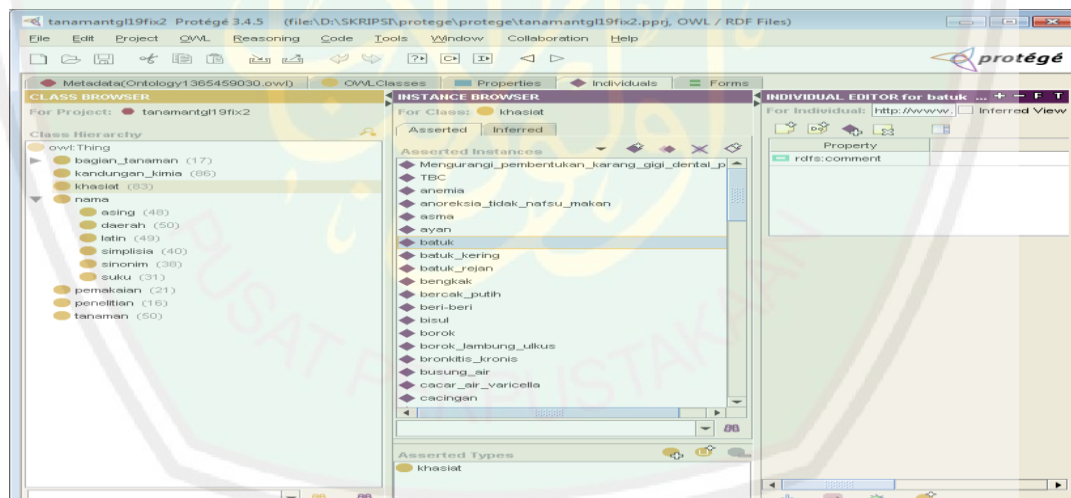 tanamantgl19fix2 Protégé 3.4.5 (file:\D:\SKRIPSI\protege\protege\tanamantgl19fix2.pprj, OWL / RDF Files)
File Edit Project OWL Reasoning Code Tools Window Collaboration Help
protégé
Metadata(Ontology1365459030.owl) OWLClasses Properties Individuals Forms
CLASS BROWSER
For Project: tanamantgl19fix2
Class Hierarchy
owl:Thing
bagian_tanaman (17)
kandungan_kimia (86)
khasiat (83)
nama
asing (48)
daerah (50)
latin (49)
simplisia (40)
sinonim (38)
suku (31)
pemakaian (21)
penelitian (16)
tanaman (50)
INSTANCE BROWSER
For Class: khasiat
Asserted Inferred
Asserted Instances
Mengurangi_pembentukan_karang_gigi_dental_p
TBC
anemia
anoreksia_tidak_nafsu_makan
asma
ayan
batuk
batuk_kering
batuk_rejan
bengkak
bercak_putih
beri-beri
bisul
borok
borok_lambung_ulkus
bronkitis_kronis
busung_air
cacar_air_varicella
cacingan
Asserted Types
khasiat
INDIVIDUAL EDITOR for batuk ... + − F T
For Individual: http://www. Inferred View
Property
rdfs:comment
PUSAT PERPUSTAKAAN